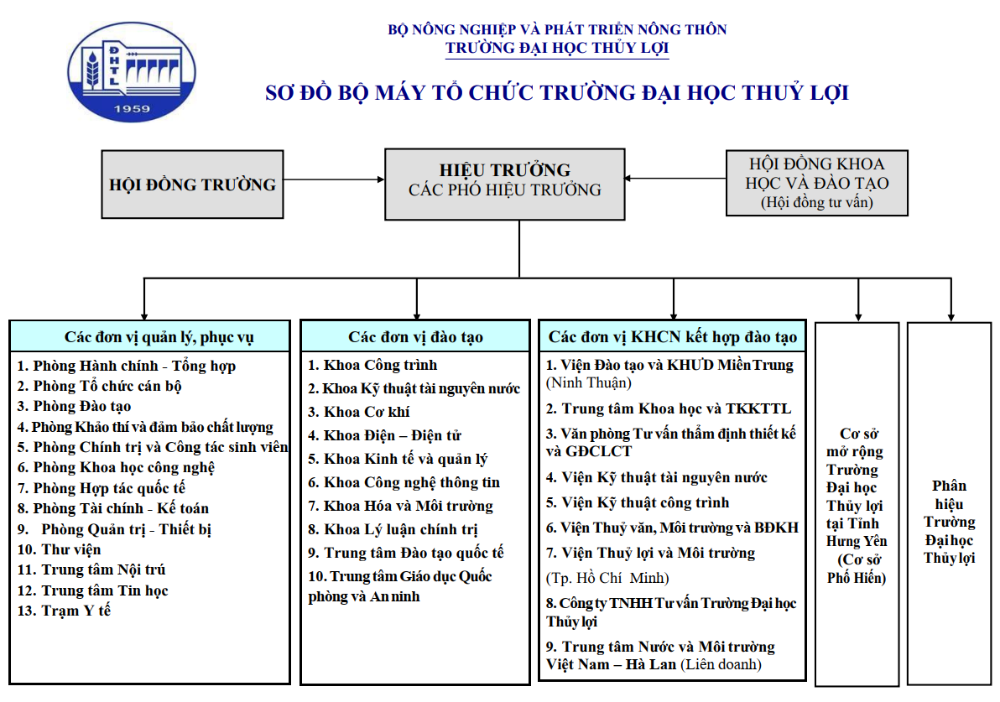 ĐHTL
1959
BỘ NÔNG NGHIỆP VÀ PHÁT TRIỂN NÔNG THÔN
TRƯỜNG ĐẠI HỌC THỦY LỢI
SƠ ĐỒ BỘ MÁY TỔ CHỨC TRƯỜNG ĐẠI HỌC THUỶ LỢI
HỘI ĐỒNG TRƯỜNG
HIỆU TRƯỞNG
CÁC PHÓ HIỆU TRƯỞNG
HỘI ĐỒNG KHOA
HỌC VÀ ĐÀO TẠO
(Hội đồng tư vấn)
Các đơn vị quản lý, phục vụ
1. Phòng Hành chính - Tổng hợp
2. Phòng Tổ chức cán bộ
3. Phòng Đào tạo
4. Phòng Khảo thí và đảm bảo chất lượng
5. Phòng Chính trị và Công tác sinh viên
6. Phòng Khoa học công nghệ
7. Phòng Hợp tác quốc tế
8. Phòng Tài chính - Kế toán
9. Phòng Quản trị - Thiết bị
10. Thư viện
11. Trung tâm Nội trú
12. Trung tâm Tin học
13. Trạm Y tế
Các đơn vị đào tạo
1. Khoa Công trình
2. Khoa Kỹ thuật tài nguyên nước
3. Khoa Cơ khí
4. Khoa Điện – Điện tử
5. Khoa Kinh tế và quản lý
6. Khoa Công nghệ thông tin
7. Khoa Hóa và Môi trường
8. Khoa Lý luận chính trị
9. Trung tâm Đào tạo quốc tế
10. Trung tâm Giáo dục Quốc
phòng và An ninh
Các đơn vị KHCN kết hợp đào tạo
1. Viện Đào tạo và KHƯD Miền Trung
(Ninh Thuận)
2. Trung tâm Khoa học và TKKTTL
3. Văn phòng Tư vấn thẩm định thiết kế
và GĐCLCT
4. Viện Kỹ thuật tài nguyên nước
5. Viện Kỹ thuật công trình
6. Viện Thuỷ văn, Môi trường và BĐKH
7. Viện Thuỷ lợi và Môi trường
(Tp. Hồ Chí Minh)
8. Công ty TNHH Tư vấn Trường Đại học
Thủy lợi
9. Trung tâm Nước và Môi trường
Việt Nam – Hà Lan (Liên doanh)
Cơ sở
mở rộng
Trường
Đại học
Thủy lợi
tại Tỉnh
Hưng Yên
(Cơ sở
Phố Hiến)
Phân
hiệu
Trường
Đại học
Thủy lợi